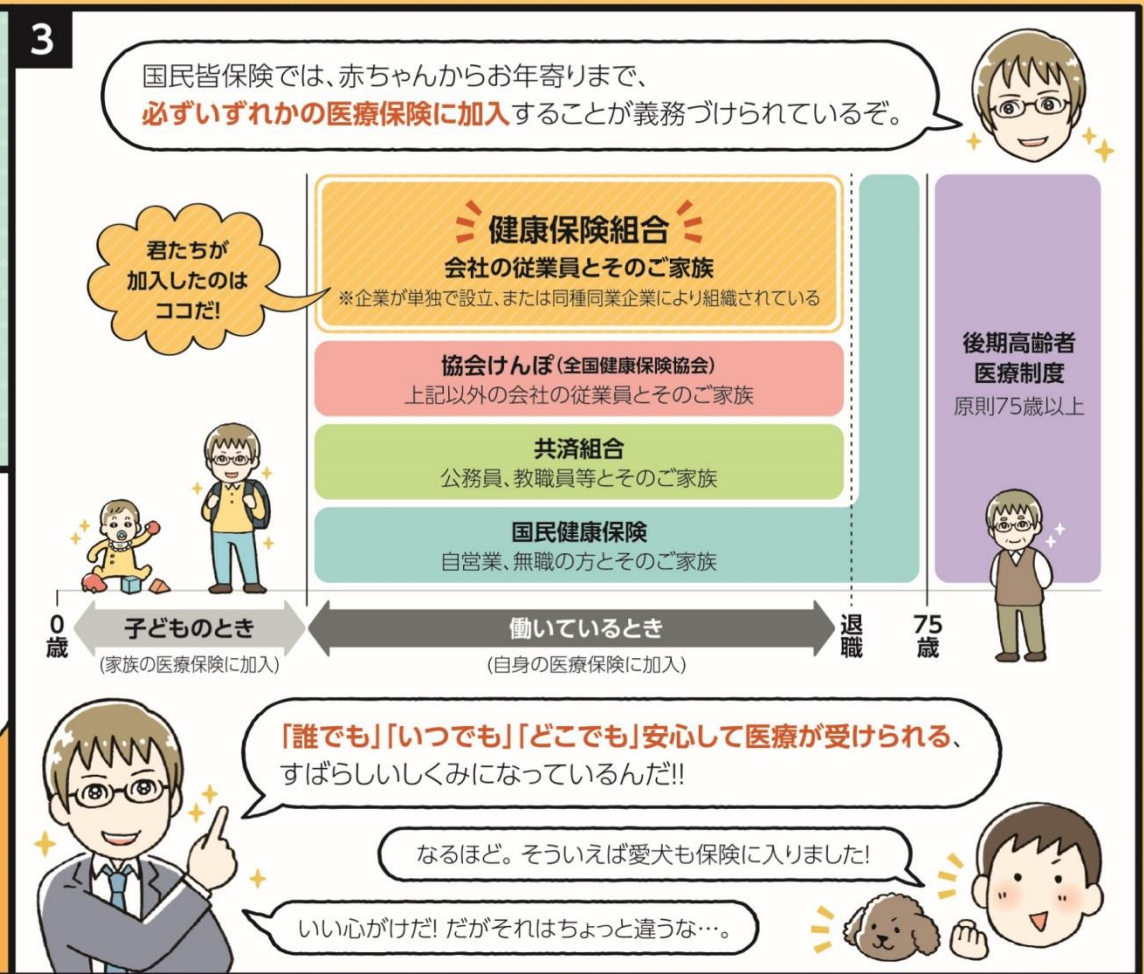 3
国民皆保険では、赤ちゃんからお年寄りまで、
必ずいずれかの医療保険に加入することが義務づけられているぞ。
君たちが
加入したのは
ココだ!
健康保険組合
会社の従業員とそのご家族
※企業が単独で設立、または同種同業企業により組織されている
協会けんぽ(全国健康保険協会)
上記以外の会社の従業員とそのご家族
共済組合
公務員、教職員等とそのご家族
国民健康保険
自営業、無職の方とそのご家族
後期高齢者
医療制度
原則75歳以上
0歳
子どものとき
(家族の医療保険に加入)
働いているとき
(自身の医療保険に加入)
退職
75歳
「誰でも」「いつでも」「どこでも」安心して医療が受けられる、
すばらしいしくみになっているんだ!!
なるほど。そういえば愛犬も保険に入りました!
いい心がけだ! だがそれはちょっと違うな…。